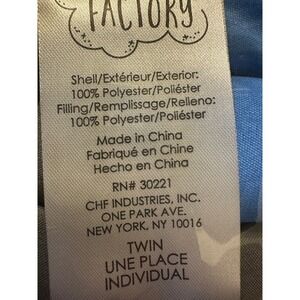 FACTORY
Shell/Extérieur/Exterior:
100% Polyester/Poliéster
Filling/Remplissage/Relleno:
100% Polyester/Poliéster
Made in China
Fabriqué en Chine
Hecho en China
RN# 30221
CHF INDUSTRIES, INC.
ONE PARK AVE.
NEW YORK, NY 10016
TWIN
UNE PLACE
INDIVIDUAL